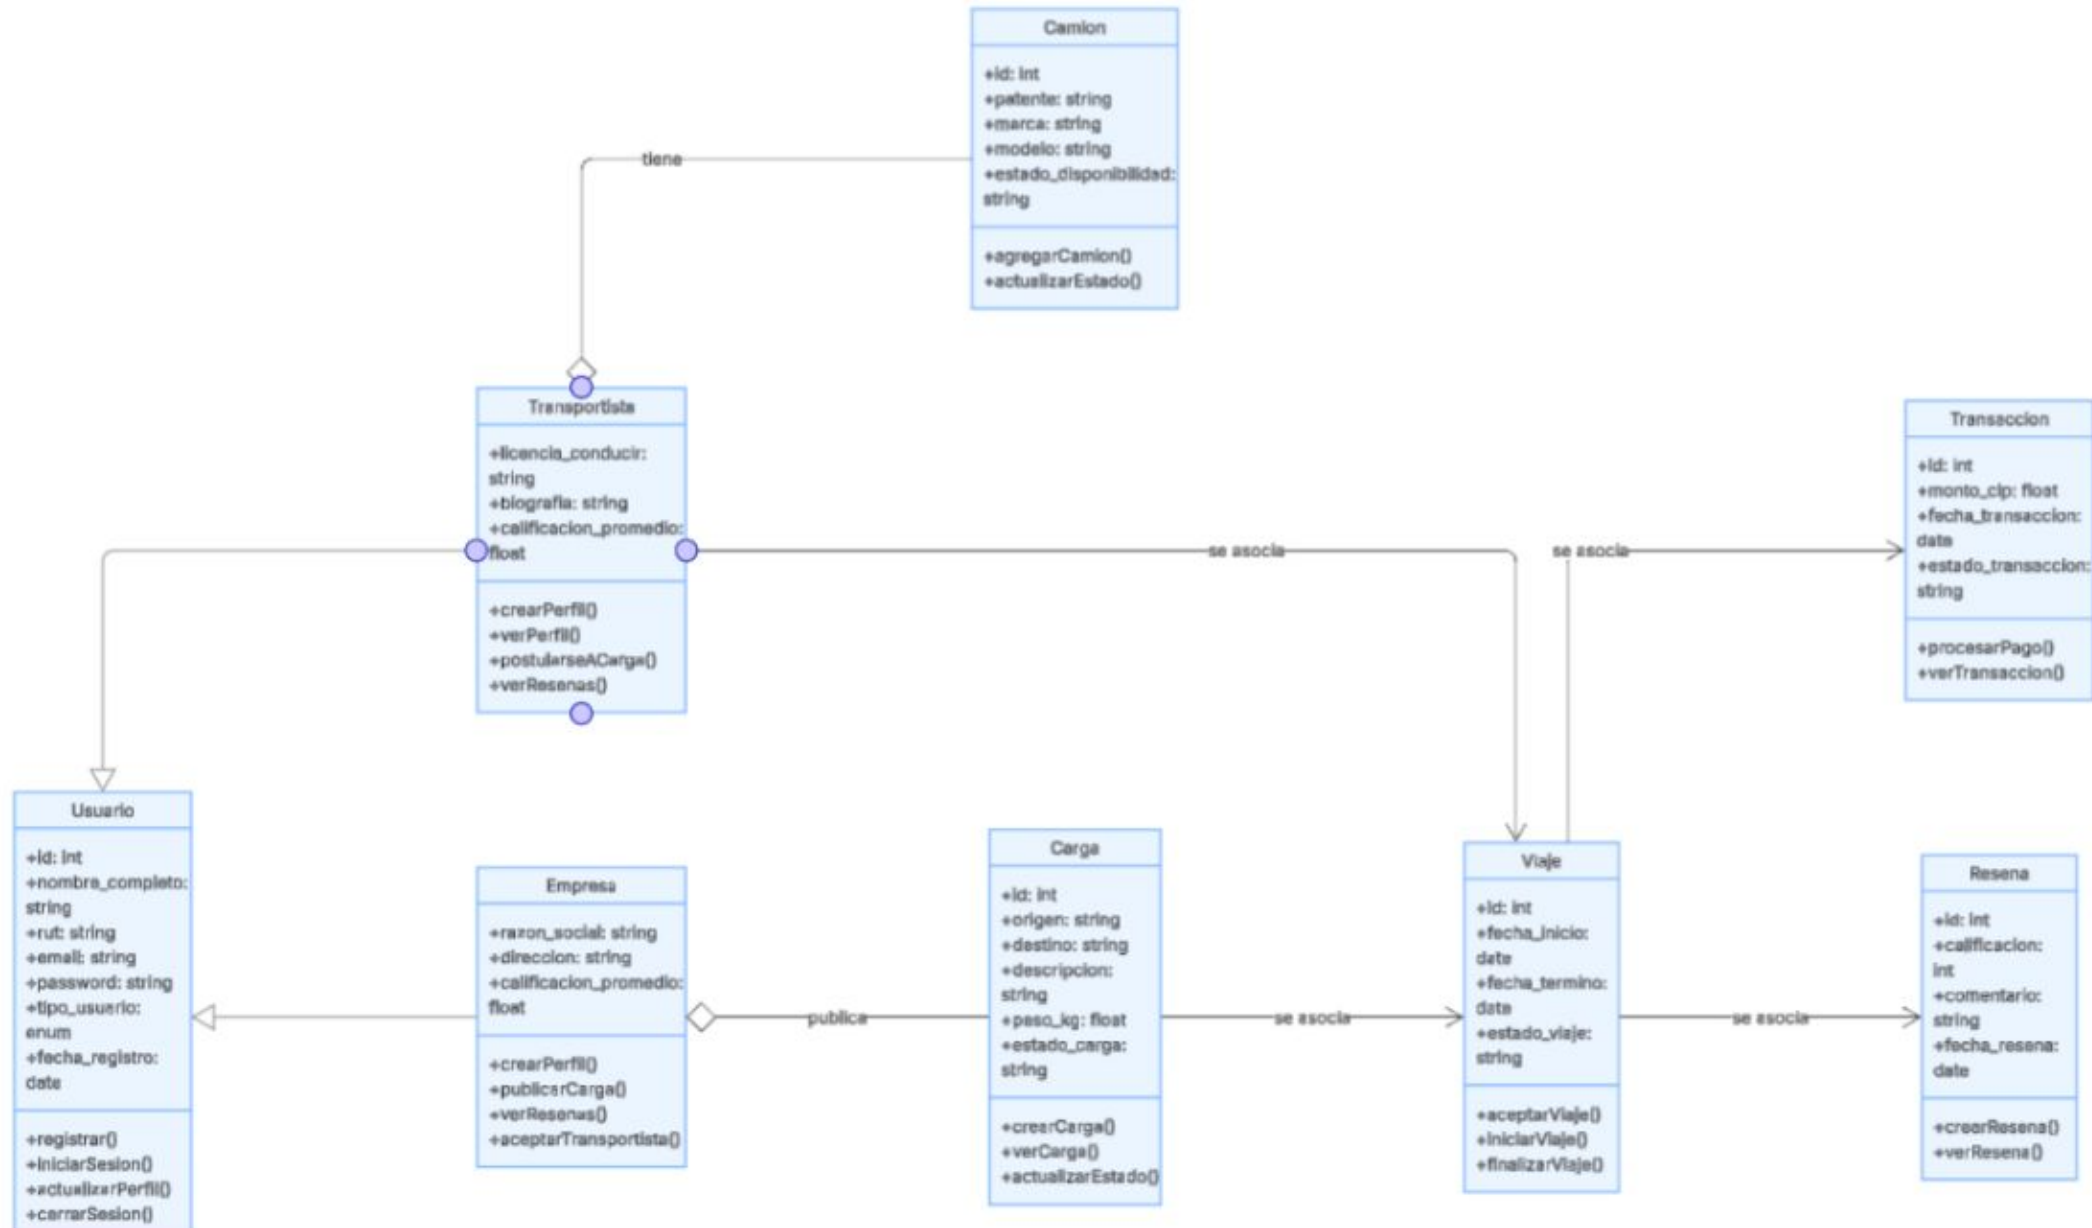 Camion
+id: int
+patente: string
+marca: string
+modelo: string
+estado_disponibilidad:
string
+agregarCamion()
+actualizarEstado()
tiene
Transportista
+licencia_conducir:
string
+biografia: string
+calificacion_promedio:
float
+crearPerfil()
+verPerfil()
+postularseACarga()
+verResenas()
se asocia
se asocia
Transaccion
+id: int
+monto_clp: float
+fecha_transaccion:
date
+estado_transaccion:
string
+procesarPago()
+verTransaccion()
Usuario
+id: int
+nombre_completo:
string
+rut: string
+email: string
+password: string
+tipo_usuario:
enum
+fecha_registro:
date
+registrar()
+iniciarSesion()
+actualizarPerfil()
+cerrarSesion()
Empresa
+razon_social: string
+direccion: string
+calificacion_promedio:
float
+crearPerfil()
+publicarCarga()
+verResenas()
+aceptarTransportista()
publica
Carga
+id: int
+origen: string
+destino: string
+descripcion:
string
+peso_kg: float
+estado_carga:
string
+crearCarga()
+verCarga()
+actualizarEstado()
se asocia
Viaje
+id: int
+fecha_inicio:
date
+fecha_termino:
date
+estado_viaje:
string
+aceptarViaje()
+iniciarViaje()
+finalizarViaje()
se asocia
Resena
+id: int
+calificacion:
int
+comentario:
string
+fecha_resena:
date
+crearResena()
+verResena()